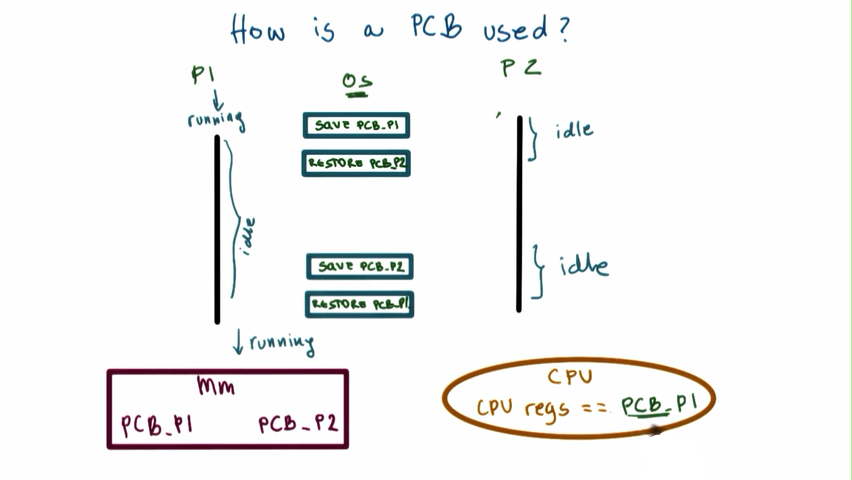 How is a PCB used?
P1
OS
P2
running
SAVE PCB_P1
idle
RESTORE PCB_P2
idle
SAVE PCB_P2
idle
RESTORE PCB_P1
running
mm
PCB_P1 PCB_P2
CPU
CPU regs == PCB_P1